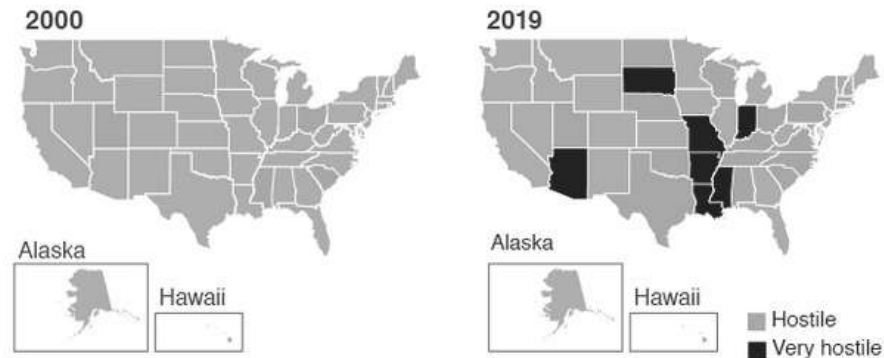 2000
2019
Alaska
Hawaii
Alaska
Hawaii
Hostile
Very hostile